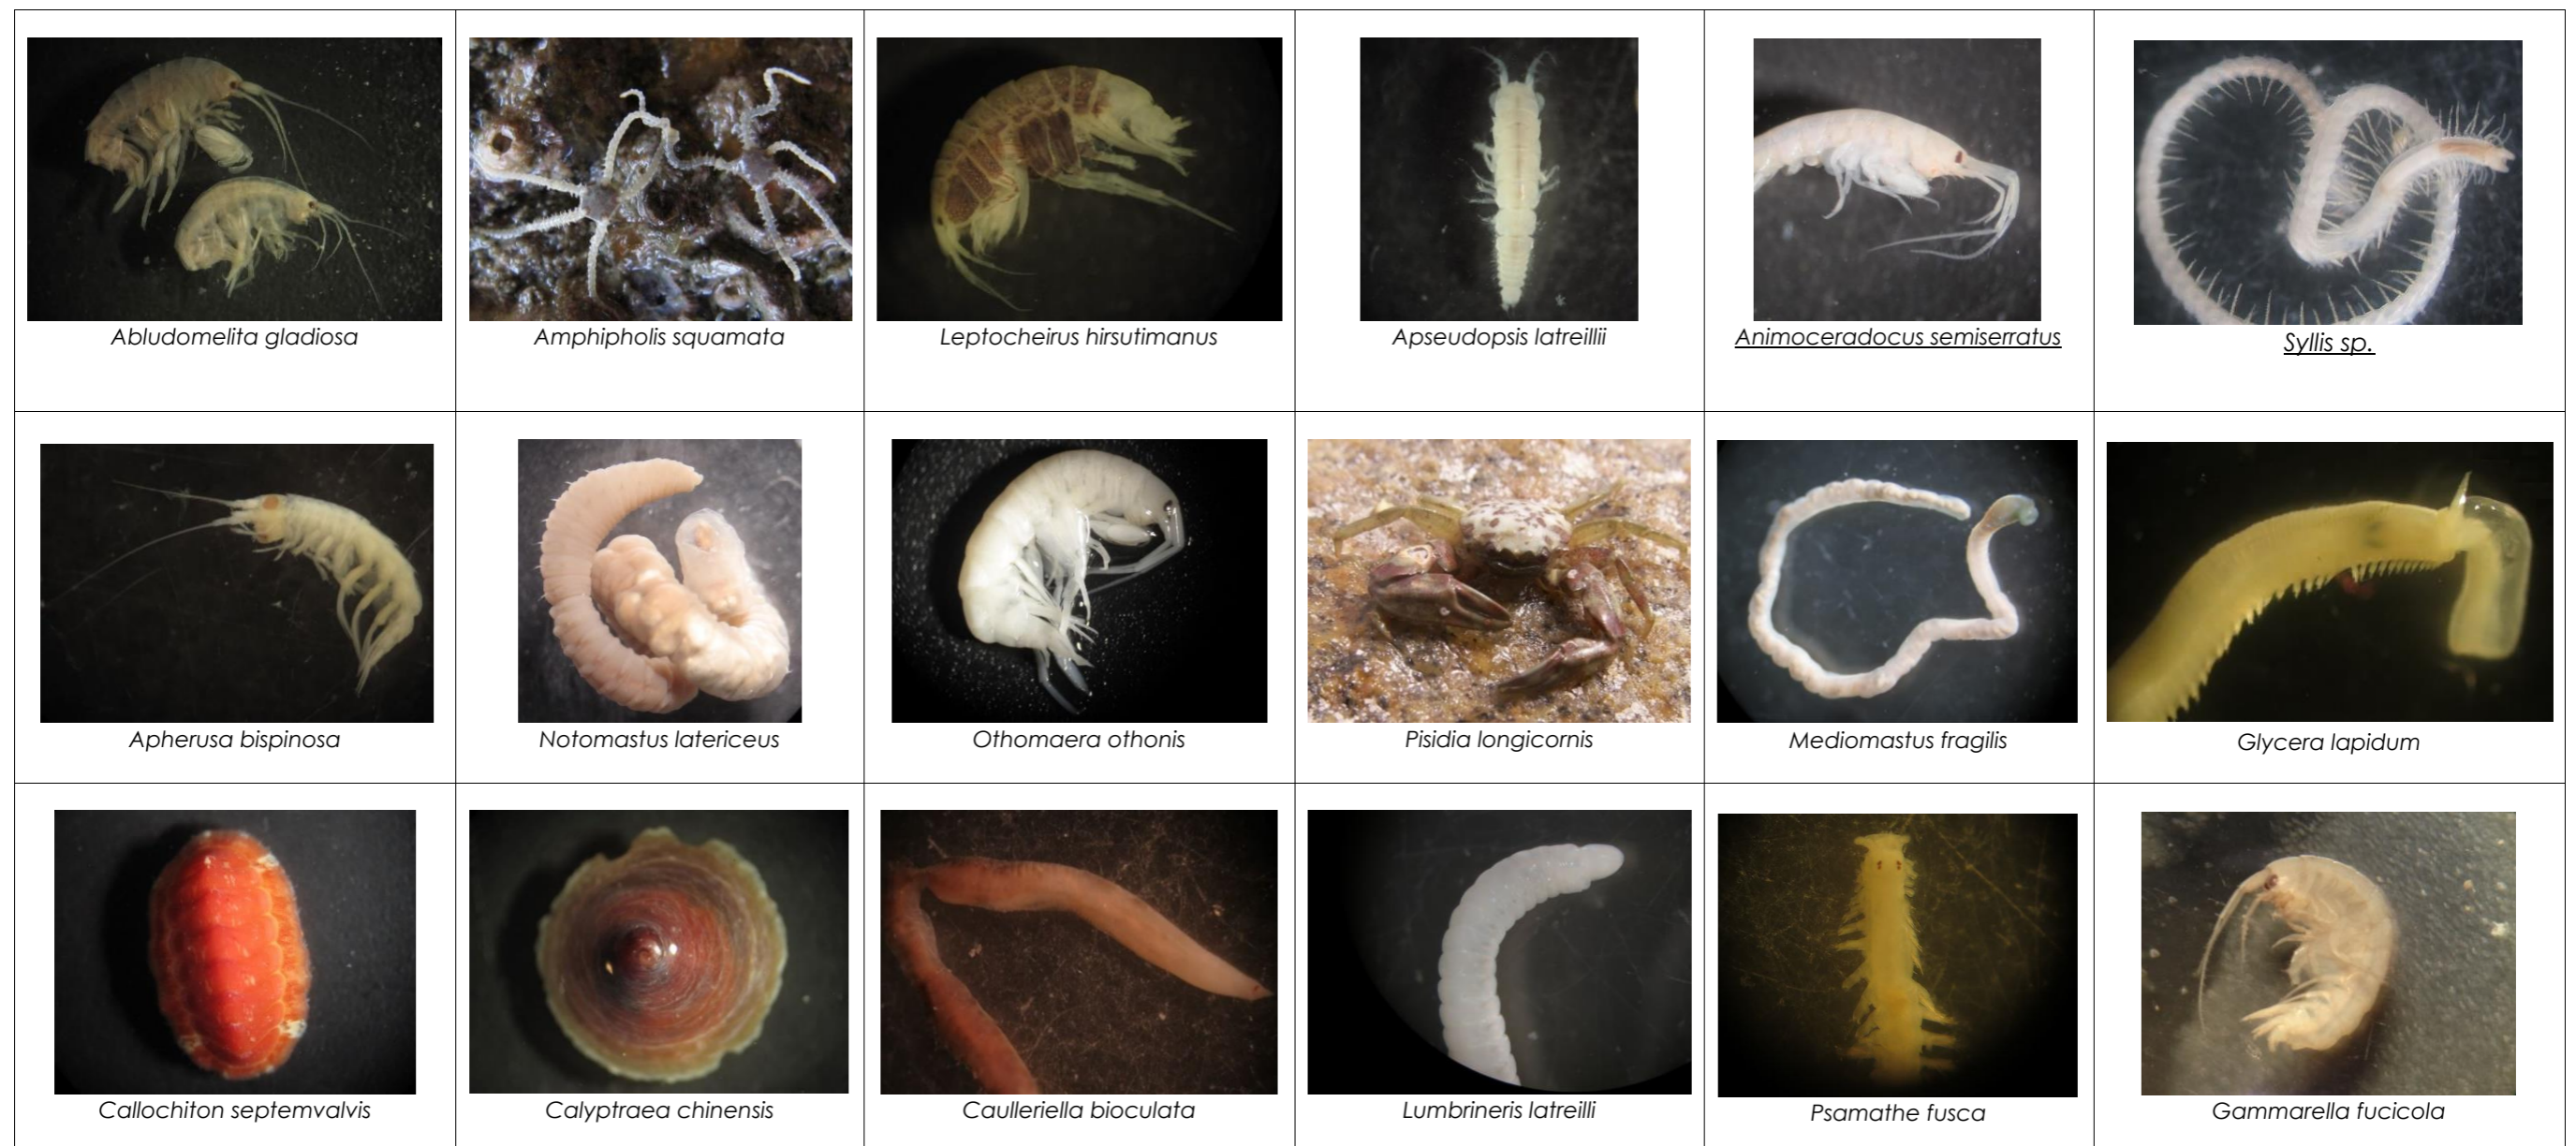 Abludomelita gladiosa
Amphipholis squamata
Leptocheirus hirsutimanus
Apseudopsis latreillii
Animoceradocus semiserratus
Syllis sp.
Apherusa bispinosa
Notomastus latericeus
Othomaera othonis
Pisidia longicornis
Mediomastus fragilis
Glycera lapidum
Callochiton septemvalvis
Calyptraea chinensis
Caulleriella bioculata
Lumbrineris latreilli
Psamathe fusca
Gammarella fucicola